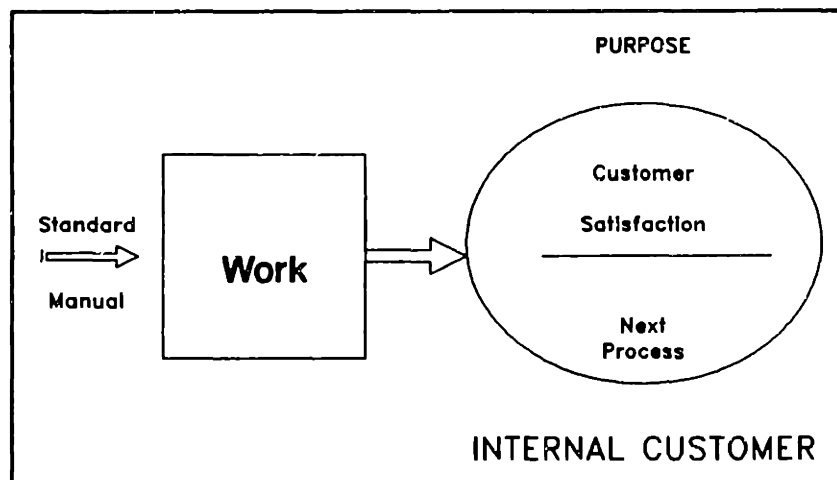 PURPOSE
Standard
Manual
Work
Customer
Satisfaction
Next
Process
INTERNAL CUSTOMER